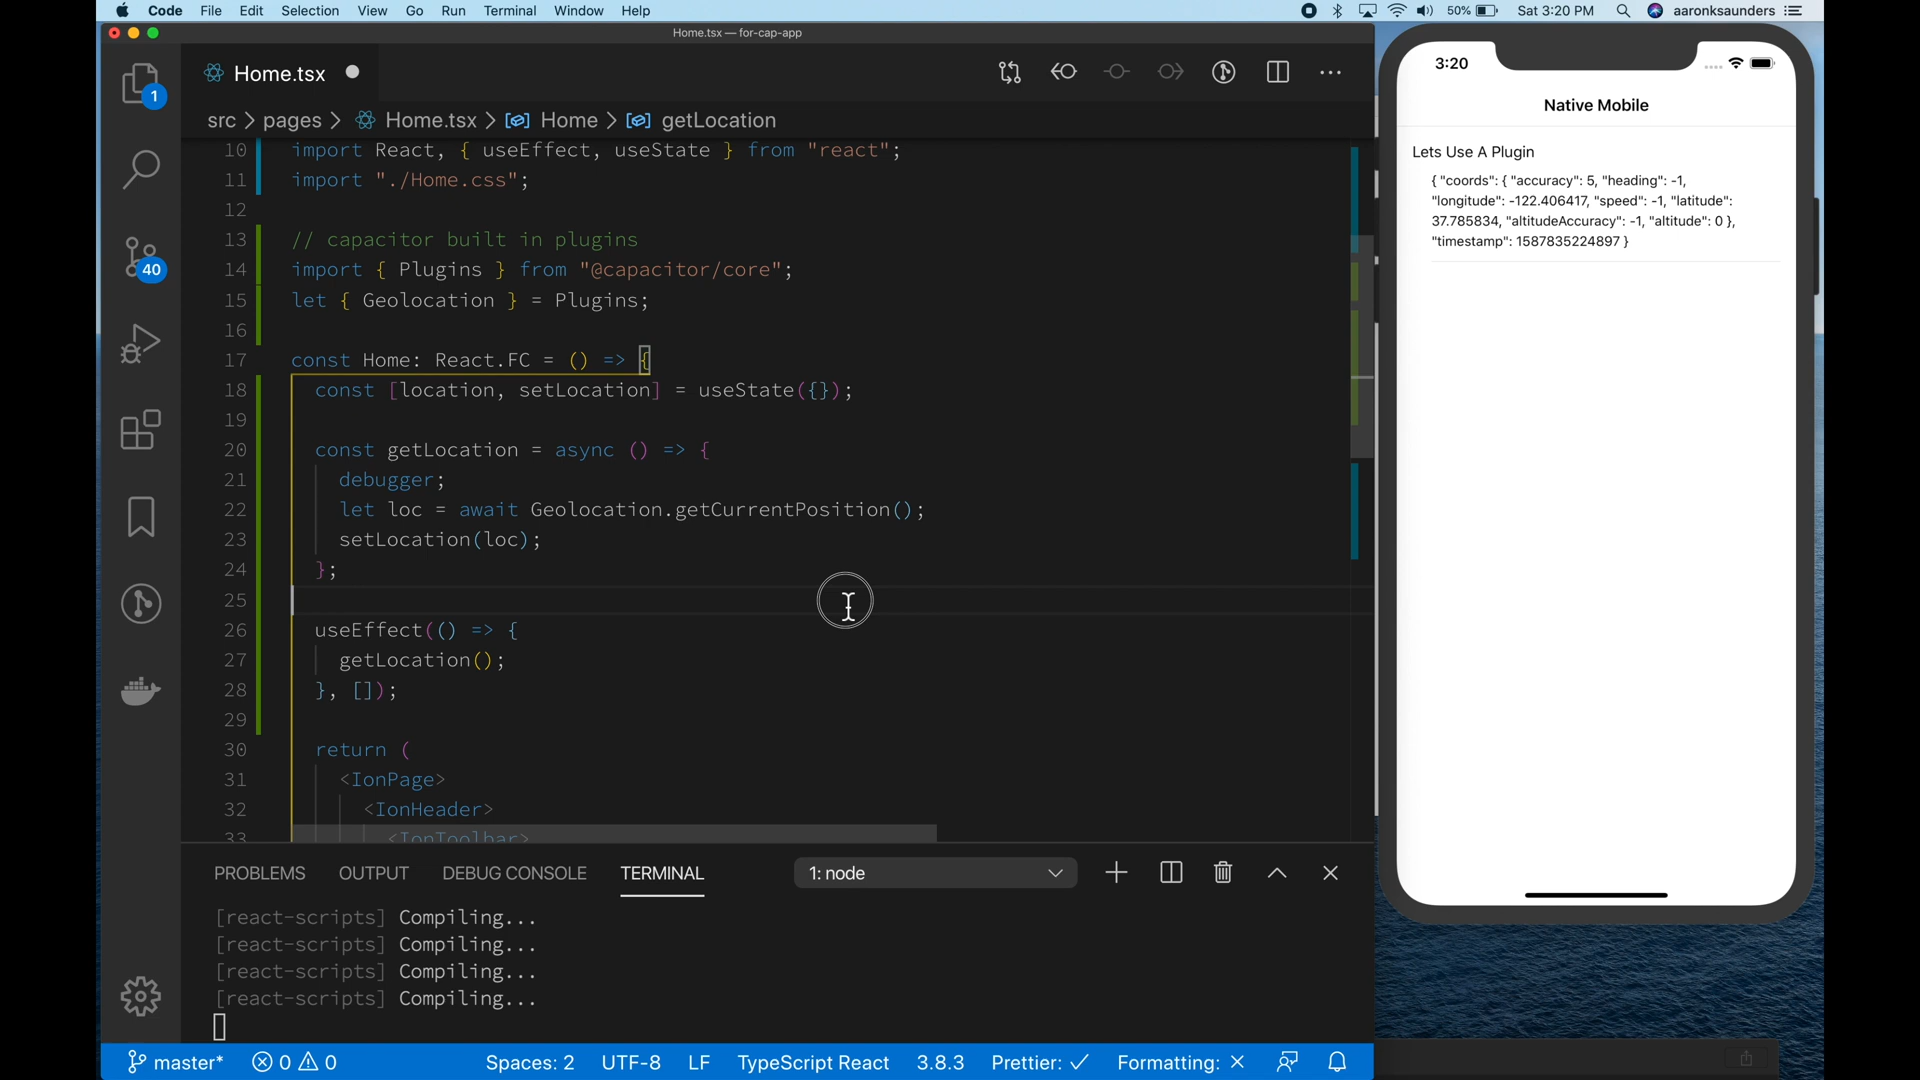 Code File Edit Selection View Go Run Terminal Window Help 50% Sat 3:20 PM aaronksaunders
Home.tsx — for-cap-app
Home.tsx
src > pages > Home.tsx > Home > getLocation
1
40
10 import React, { useEffect, useState } from "react";
11 import "./Home.css";
12
13 // capacitor built in plugins
14 import { Plugins } from "@capacitor/core";
15 let { Geolocation } = Plugins;
16
17 const Home: React.FC = () => {
18 const [location, setLocation] = useState({});
19
20 const getLocation = async () => {
21 debugger;
22 let loc = await Geolocation.getCurrentPosition();
23 setLocation(loc);
24 };
25
26 useEffect(() => {
27 getLocation();
28 }, []);
29
30 return (
31 <IonPage>
32 <IonHeader>
33 <IonToolbar>
PROBLEMS OUTPUT DEBUG CONSOLE TERMINAL 1: node
[react-scripts] Compiling...
[react-scripts] Compiling...
[react-scripts] Compiling...
[react-scripts] Compiling...
master* 0 0 Spaces: 2 UTF-8 LF TypeScript React 3.8.3 Prettier: ✓ Formatting: ✕
3:20
Native Mobile
Lets Use A Plugin
{ "coords": { "accuracy": 5, "heading": -1,
"longitude": -122.406417, "speed": -1, "latitude":
37.785834, "altitudeAccuracy": -1, "altitude": 0 },
"timestamp": 1587835224897 }